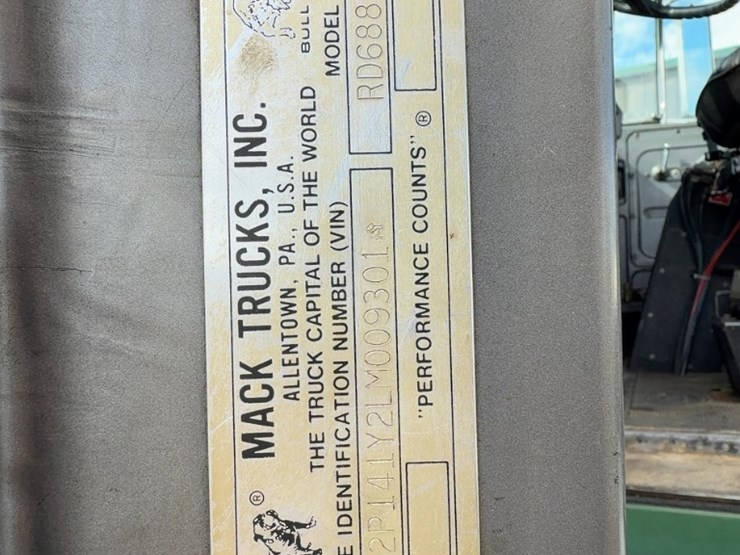 ®
MACK TRUCKS, INC.
ALLENTOWN, PA., U.S.A.
THE TRUCK CAPITAL OF THE WORLD
BULL
E IDENTIFICATION NUMBER (VIN)
MODEL
2P141Y2LM009301☆
RD688
"PERFORMANCE COUNTS" ®